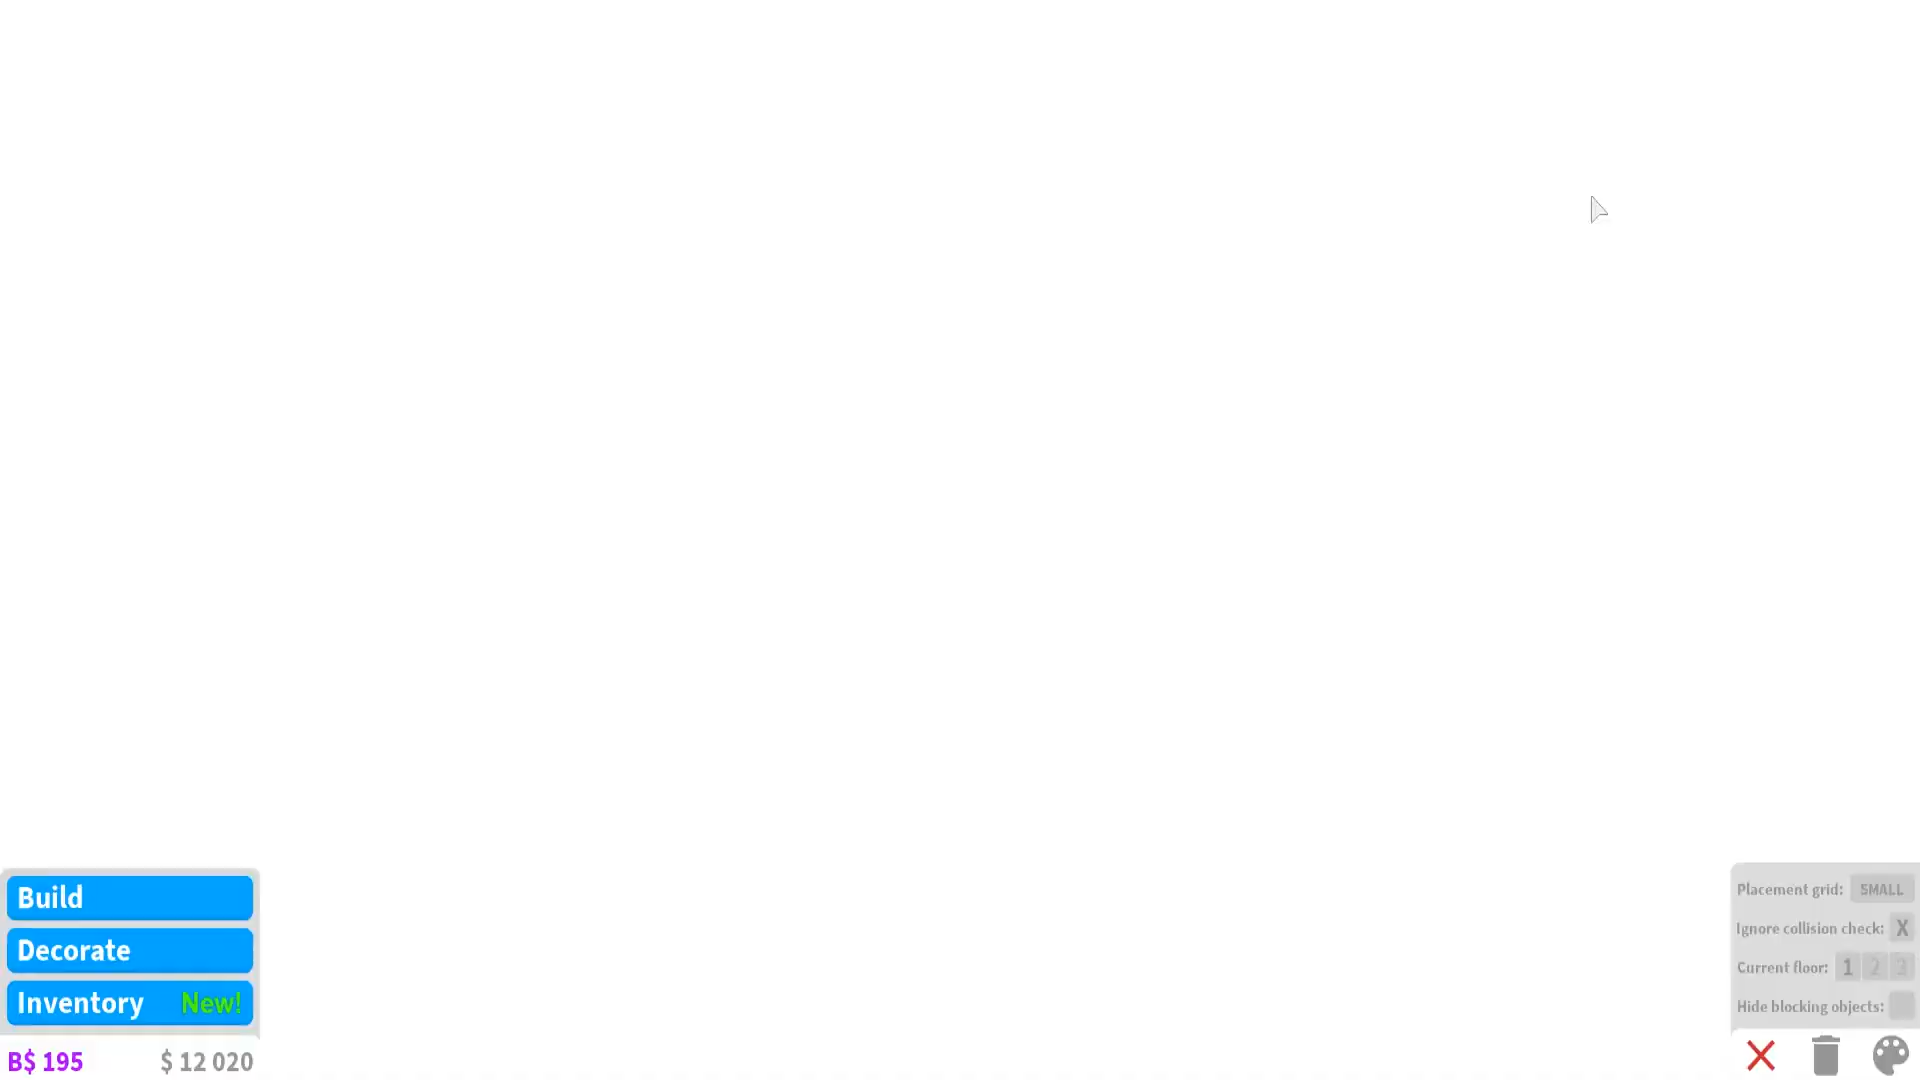 Build
Decorate
Inventory New!
B$ 195 $ 12 020
Placement grid: SMALL
Ignore collision check: X
Current floor: 1 2 3
Hide blocking objects: